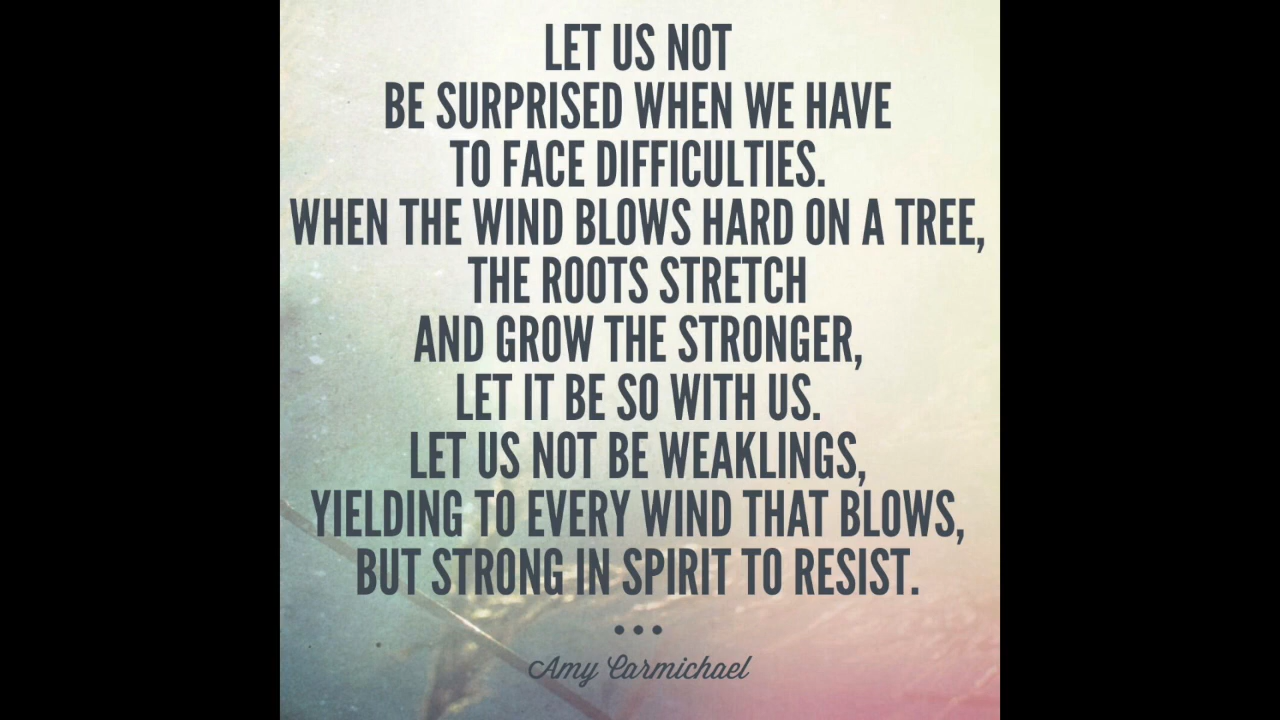 LET US NOT
BE SURPRISED WHEN WE HAVE
TO FACE DIFFICULTIES.
WHEN THE WIND BLOWS HARD ON A TREE,
THE ROOTS STRETCH
AND GROW THE STRONGER,
LET IT BE SO WITH US.
LET US NOT BE WEAKLINGS,
YIELDING TO EVERY WIND THAT BLOWS,
BUT STRONG IN SPIRIT TO RESIST.
•••
Amy Carmichael